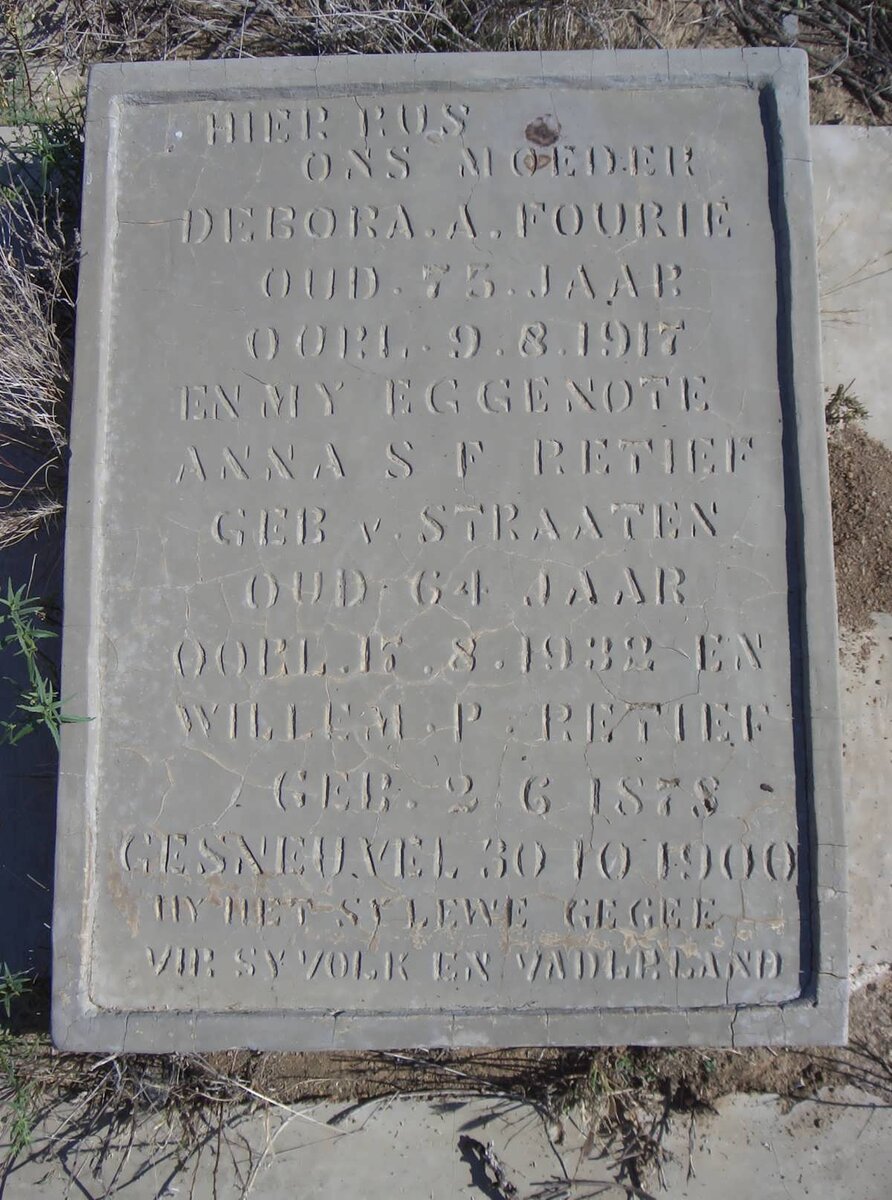 HIER RUS
ONS MOEDER
DEBORA. A. FOURIE
OUD. 75. JAAR
OORL. 9. 8. 1917
EN MY EGGENOTE
ANNA S F RETIEF
GEB v. STRAATEN
OUD 64 JAAR
OORL. 17. 8. 1932 EN
WILLEM. P. RETIEF
GEB. 2 6 1878
GESNEUVEL 30 10 1900
HY HET SY LEWE GEGEE
VIR SY VOLK EN VADERLAND